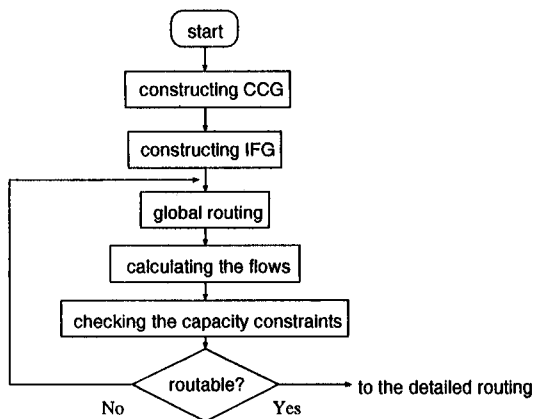 start
constructing CCG
constructing IFG
global routing
calculating the flows
checking the capacity constraints
routable?
to the detailed routing
No
Yes